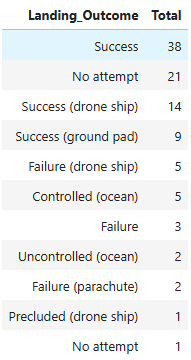 Landing_Outcome Total
Success 38
No attempt 21
Success (drone ship) 14
Success (ground pad) 9
Failure (drone ship) 5
Controlled (ocean) 5
Failure 3
Uncontrolled (ocean) 2
Failure (parachute) 2
Precluded (drone ship) 1
No attempt 1